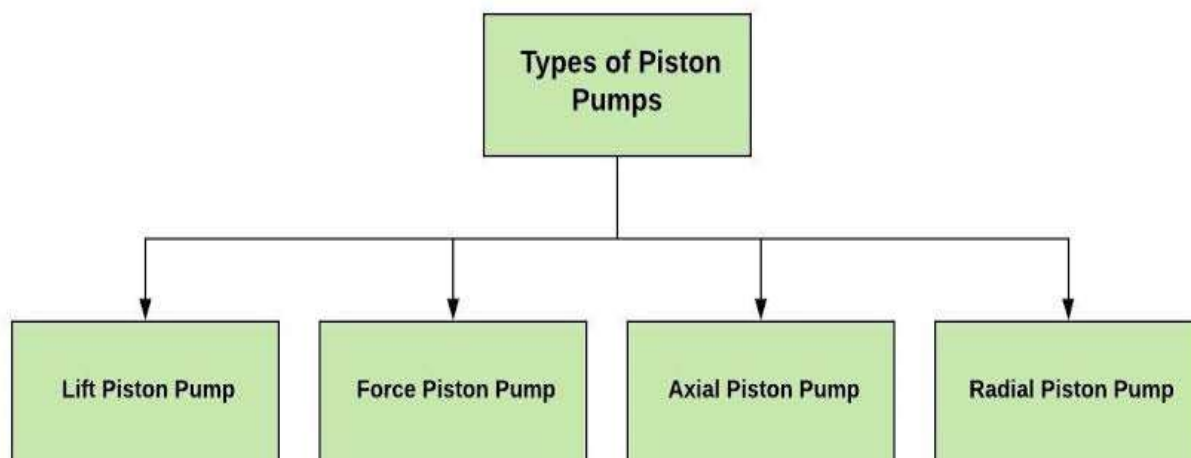 Types of Piston
Pumps
Lift Piston Pump
Force Piston Pump
Axial Piston Pump
Radial Piston Pump